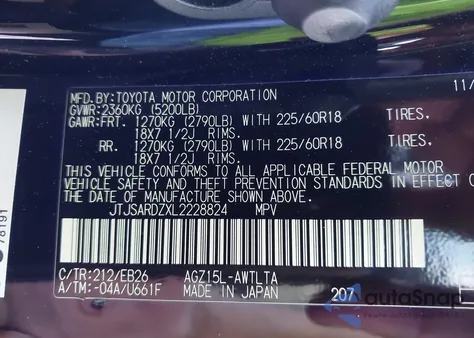 MFD.BY:TOYOTA MOTOR CORPORATION 11/
GVWR:2360KG (5200LB)
GAWR:FRT. 1270KG (2790LB) WITH 225/60R18 TIRES.
18X7 1/2J RIMS.
RR. 1270KG (2790LB) WITH 225/60R18 TIRES.
18X7 1/2J RIMS.
THIS VEHICLE CONFORMS TO ALL APPLICABLE FEDERAL MOTOR
VEHICLE SAFETY AND THEFT PREVENTION STANDARDS IN EFFECT O
THE DATE OF MANUFACTURE SHOWN ABOVE.
JTJSARDZXL2228824 MPV
C/TR:212/EB26 AGZ15L-AWTLTA
A/TM:-04A/U661F MADE IN JAPAN 207
78191
autoSnap